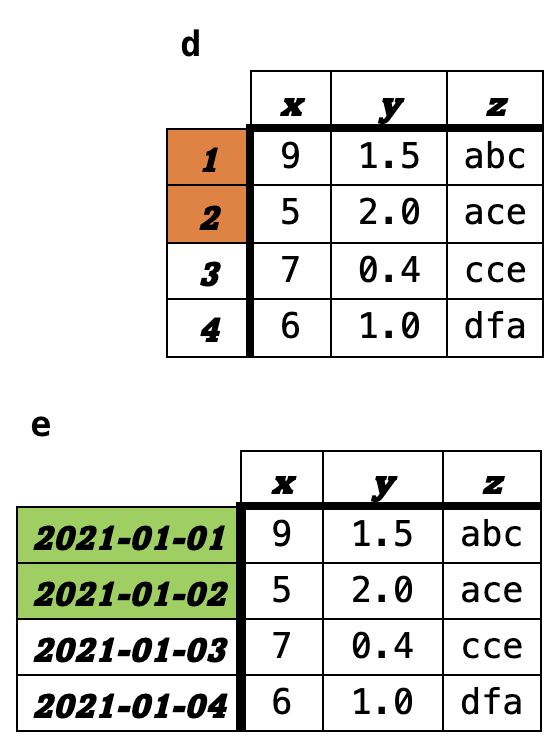 d
x y z
1 9 1.5 abc
2 5 2.0 ace
3 7 0.4 cce
4 6 1.0 dfa
e
x y z
2021-01-01 9 1.5 abc
2021-01-02 5 2.0 ace
2021-01-03 7 0.4 cce
2021-01-04 6 1.0 dfa